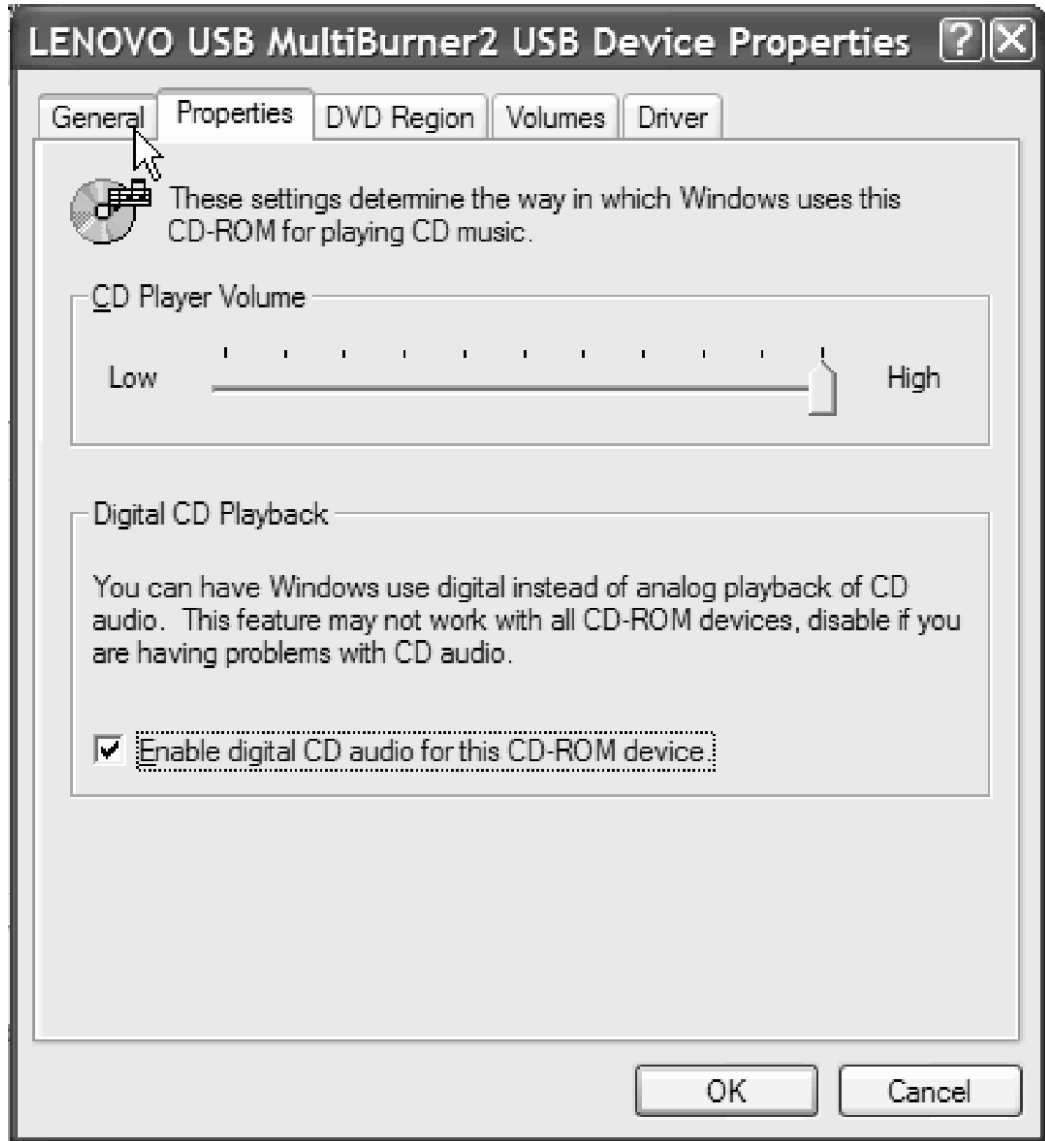 LENOVO USB MultiBurner2 USB Device Properties
General Properties DVD Region Volumes Driver
These settings determine the way in which Windows uses this
CD-ROM for playing CD music.
CD Player Volume
Low High
Digital CD Playback
You can have Windows use digital instead of analog playback of CD
audio.  This feature may not work with all CD-ROM devices, disable if you
are having problems with CD audio.
Enable digital CD audio for this CD-ROM device.
OK Cancel